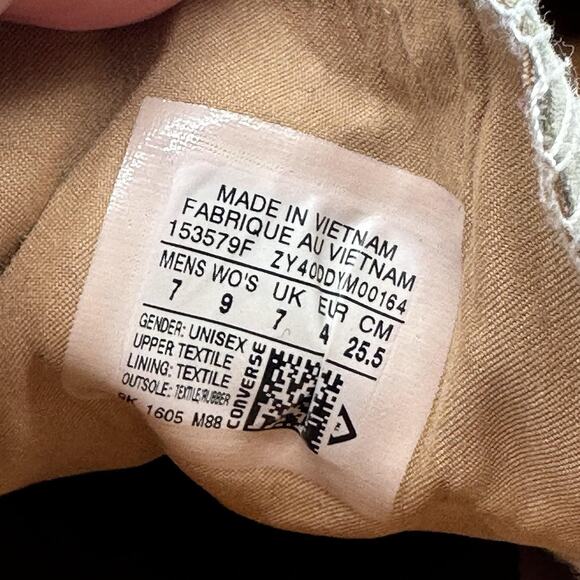 MADE IN VIETNAM
FABRIQUE AU VIETNAM
153579F ZY400DYM00164
MENS WO'S UK EUR CM
7 9 7 4 25.5
GENDER: UNISEX
UPPER TEXTILE
LINING: TEXTILE
OUTSOLE: TEXTILE/RUBBER
1605 M88
CONVERSE